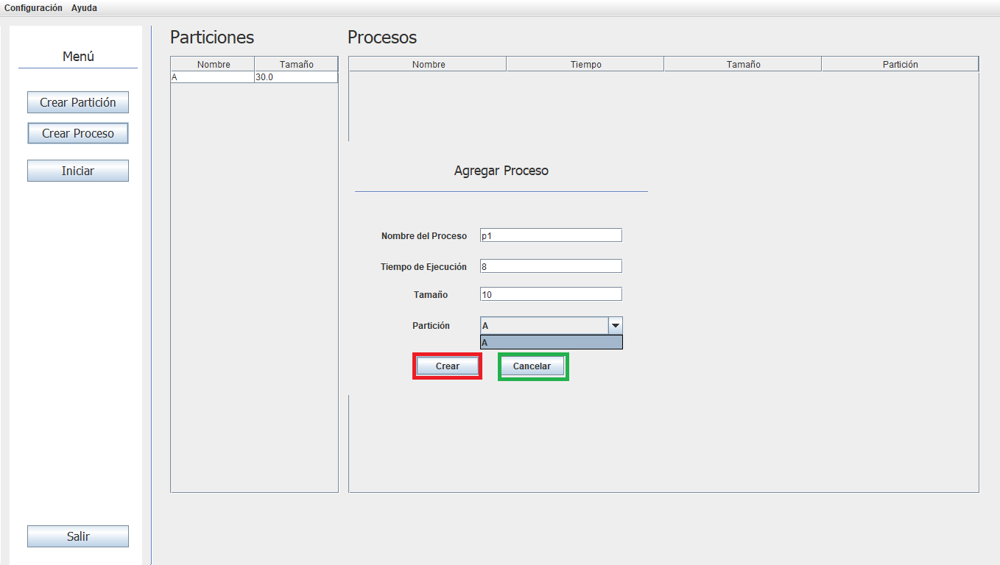 Configuración Ayuda
Menú
Crear Partición
Crear Proceso
Iniciar
Salir
Particiones
Nombre Tamaño
A 30.0
Procesos
Nombre Tiempo Tamaño Partición
Agregar Proceso
Nombre del Proceso p1
Tiempo de Ejecución 8
Tamaño 10
Partición A
A
Crear Cancelar